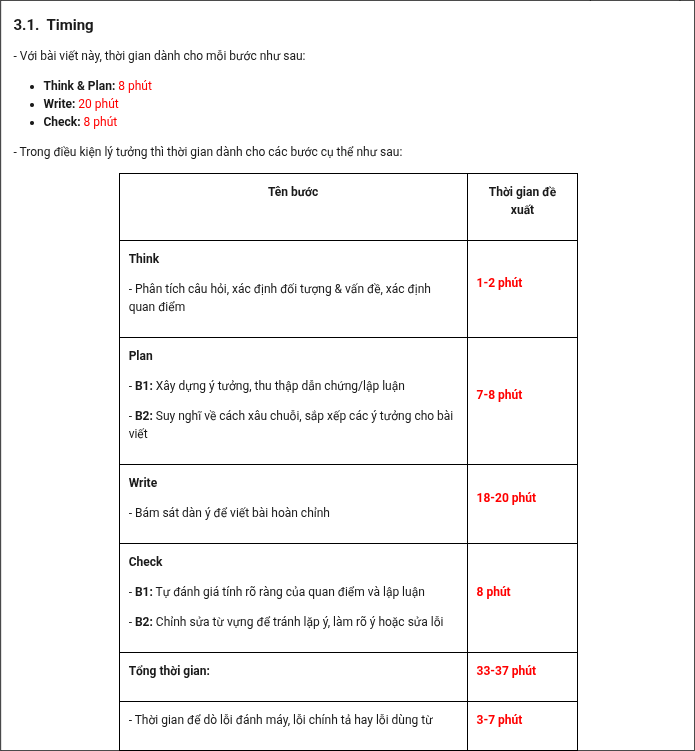 3.1. Timing
- Với bài viết này, thời gian dành cho mỗi bước như sau:
• Think & Plan: 8 phút
• Write: 20 phút
• Check: 8 phút
- Trong điều kiện lý tưởng thì thời gian dành cho các bước cụ thể như sau:
Tên bước
Thời gian đề
xuất
Think
- Phân tích câu hỏi, xác định đối tượng & vấn đề, xác định
quan điểm
1-2 phút
Plan
- B1: Xây dựng ý tưởng, thu thập dẫn chứng/lập luận
- B2: Suy nghĩ về cách xâu chuỗi, sắp xếp các ý tưởng cho bài
viết
7-8 phút
Write
- Bám sát dàn ý để viết bài hoàn chỉnh
18-20 phút
Check
- B1: Tự đánh giá tính rõ ràng của quan điểm và lập luận
- B2: Chỉnh sửa từ vựng để tránh lặp ý, làm rõ ý hoặc sửa lỗi
8 phút
Tổng thời gian:
33-37 phút
- Thời gian để dò lỗi đánh máy, lỗi chính tả hay lỗi dùng từ
3-7 phút